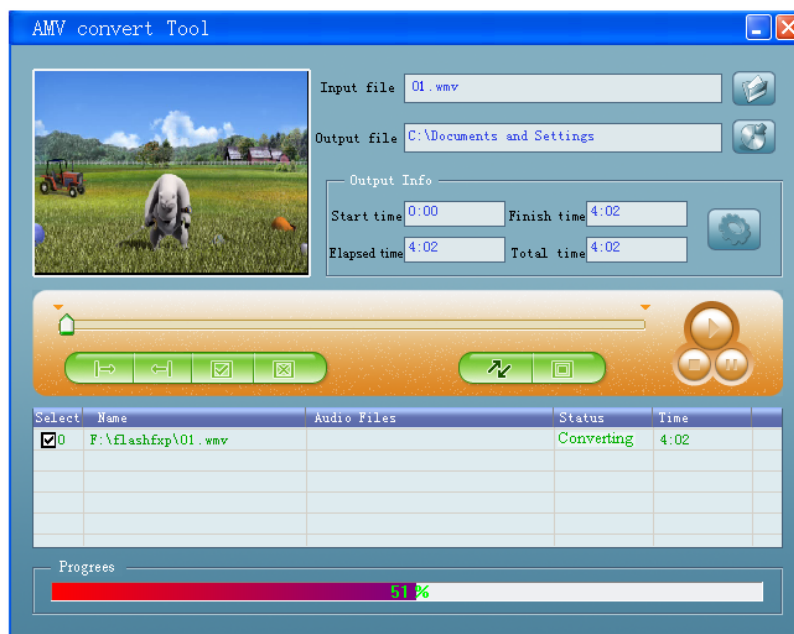 AMV convert Tool
Input file 01.wmv
Output file C:\Documents and Settings
Output Info
Start time 0:00 Finish time 4:02
Elapsed time 4:02 Total time 4:02
Select Name Audio Files Status Time
0 F:\flashfxp\01.wmv Converting 4:02
Progrees
51 %